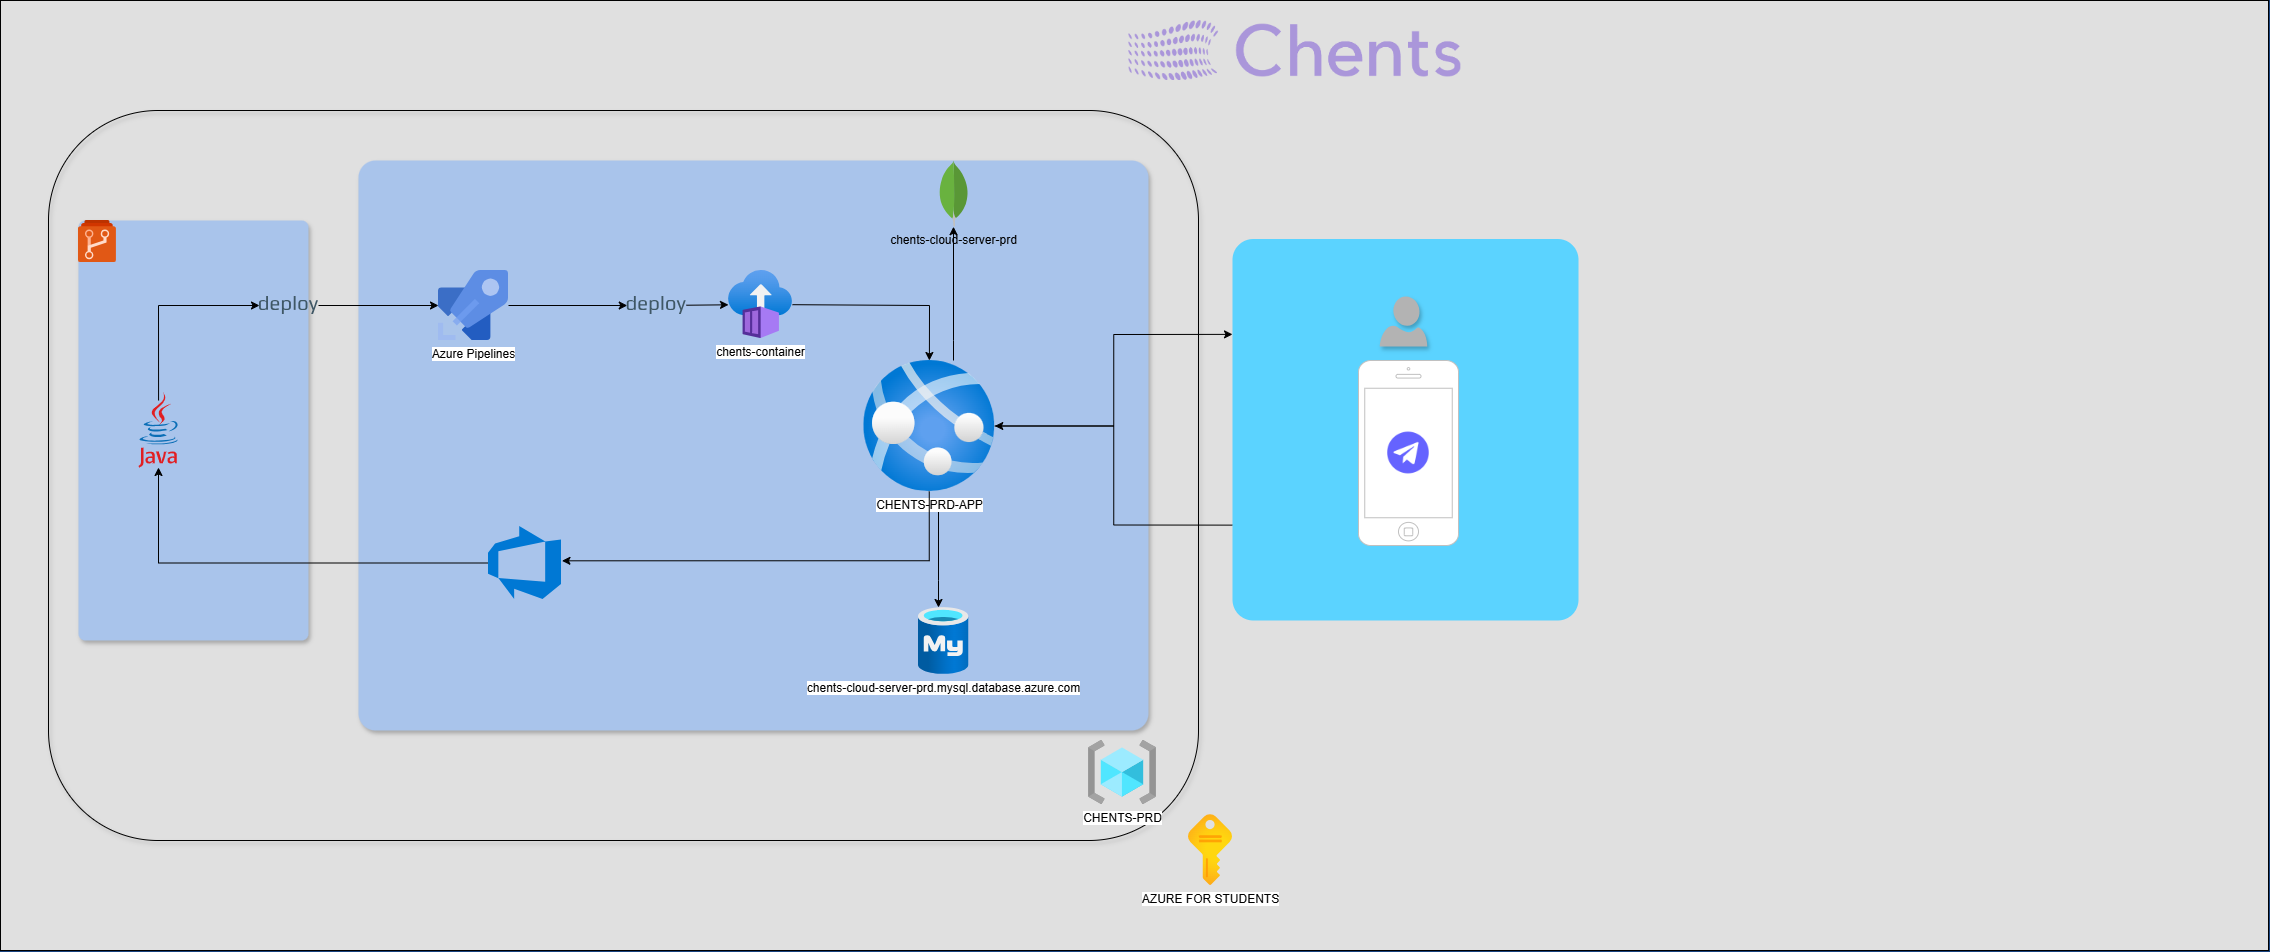 Chents
chents-cloud-server-prd
deploy
deploy
Azure Pipelines
chents-container
Java
CHENTS-PRD-APP
My
chents-cloud-server-prd.mysql.database.azure.com
CHENTS-PRD
AZURE FOR STUDENTS